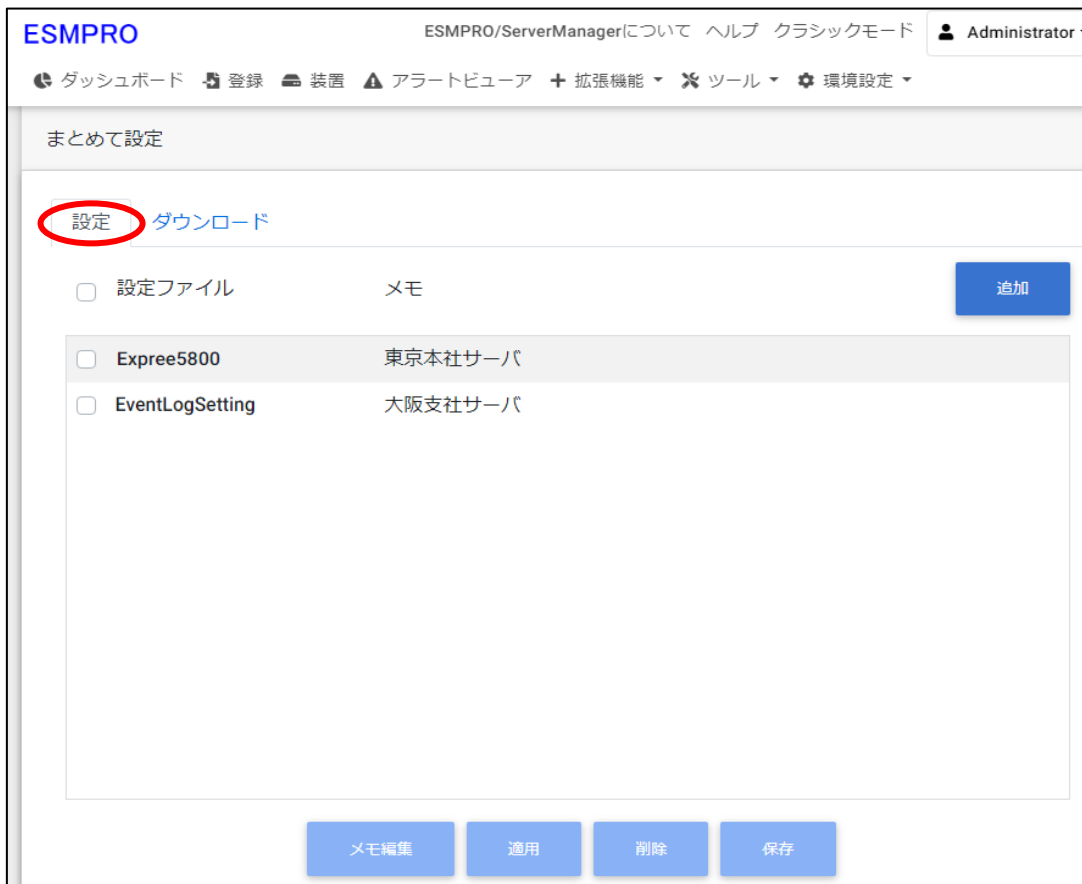 ESMPRO ESMPRO/ServerManagerについて ヘルプ クラシックモード Administrator
ダッシュボード 登録 装置 アラートビューア 拡張機能 ツール 環境設定
まとめて設定
設定 ダウンロード
設定ファイル メモ 追加
Expree5800 東京本社サーバ
EventLogSetting 大阪支社サーバ
メモ編集 適用 削除 保存